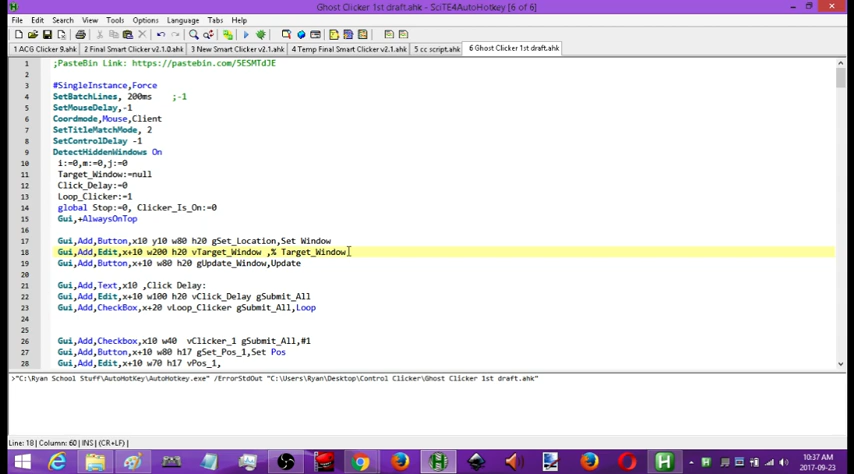 Ghost Clicker 1st draft.ahk - SciTE4AutoHotkey [6 of 6]
File Edit Search View Tools Options Language Tabs Help
1 ACG Clicker 9.ahk 2 Final Smart Clicker v2.1.0.ahk 3 New Smart Clicker v2.1.ahk 4 Temp Final Smart Clicker v2.1.ahk 5 cc script.ahk 6 Ghost Clicker 1st draft.ahk
1 ;PasteBin Link: https://pastebin.com/5ESMTdJE
2
3 #SingleInstance,Force
4 SetBatchLines, 200ms ;-1
5 SetMouseDelay,-1
6 Coordmode,Mouse,Client
7 SetTitleMatchMode, 2
8 SetControlDelay -1
9 DetectHiddenWindows On
10 i:=0,m:=0,j:=0
11 Target_Window:=null
12 Click_Delay:=0
13 Loop_Clicker:=1
14 global Stop:=0, Clicker_Is_On:=0
15 Gui,+AlwaysOnTop
16
17 Gui,Add,Button,x10 y10 w80 h20 gSet_Location,Set Window
18 Gui,Add,Edit,x+10 w200 h20 vTarget_Window ,% Target_Window
19 Gui,Add,Button,x+10 w80 h20 gUpdate_Window,Update
20
21 Gui,Add,Text,x10 ,Click Delay:
22 Gui,Add,Edit,x+10 w100 h20 vClick_Delay gSubmit_All
23 Gui,Add,CheckBox,x+20 vLoop_Clicker gSubmit_All,Loop
24
25
26 Gui,Add,Checkbox,x10 w40 vClicker_1 gSubmit_All,#1
27 Gui,Add,Button,x+10 w80 h17 gSet_Pos_1,Set Pos
28 Gui,Add,Edit,x+10 w70 h17 vPos_1,
>"C:\Ryan School Stuff\AutoHotKey\AutoHotkey.exe" /ErrorStdOut "C:\Users\Ryan\Desktop\Control Clicker\Ghost Clicker 1st draft.ahk"
Line: 18 | Column: 60 | INS | (CR+LF)
10:37 AM
2017-09-23